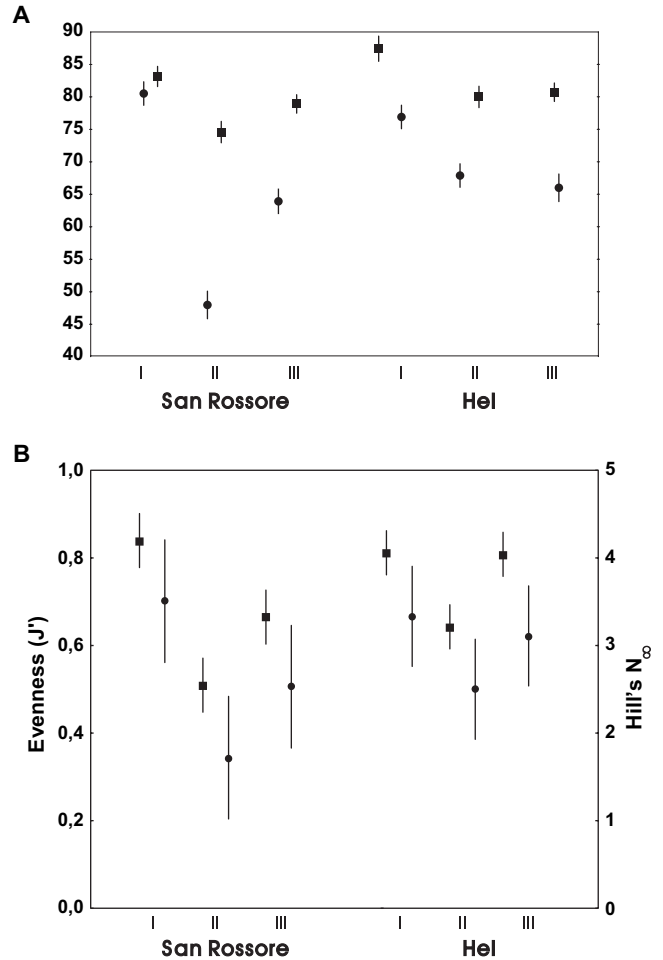 A
90
85
80
75
70
65
60
55
50
45
40
I II III I II III
San Rossore Hel
B
1,0 5
0,8 4
0,6 3
0,4 2
0,2 1
0,0 0
Evenness (J')
Hill's N∞
I II III I II III
San Rossore Hel